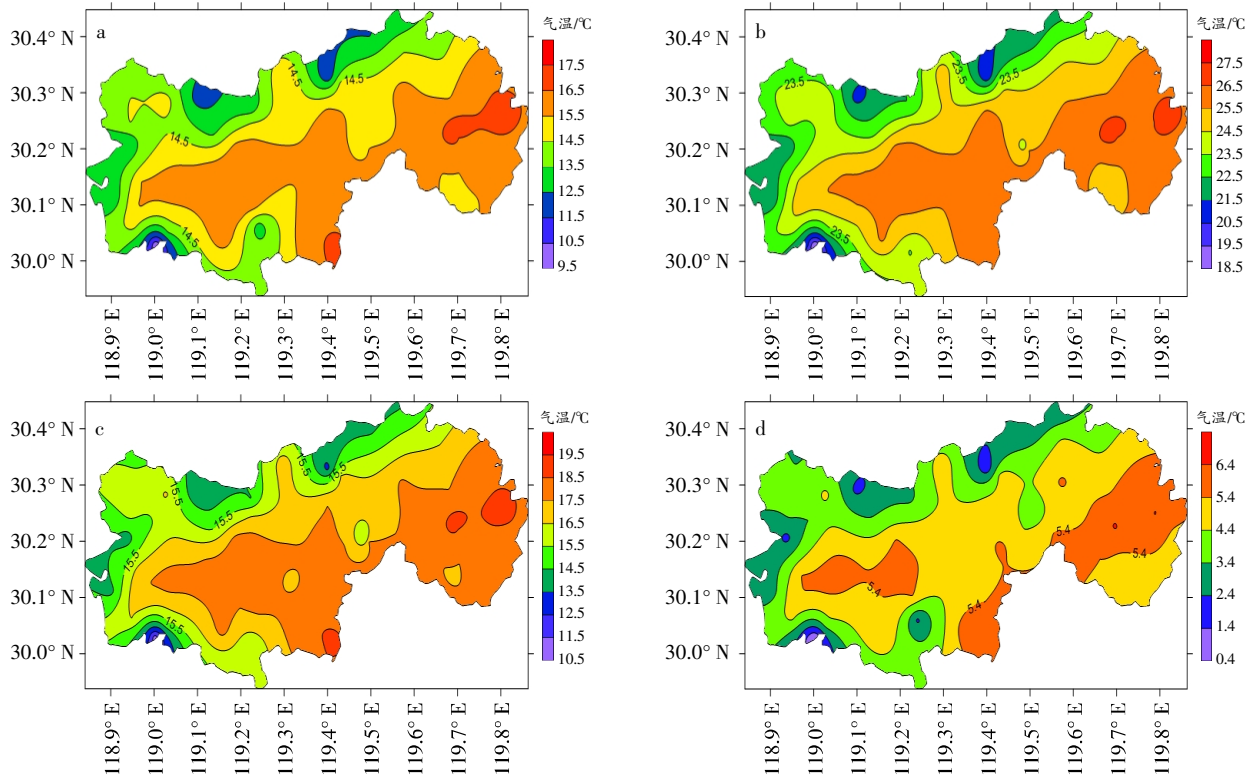 a
气温/℃
30.4° N
30.3° N
30.2° N
30.1° N
30.0° N
14.5
14.5
14.5
14.5
17.5
16.5
15.5
14.5
13.5
12.5
11.5
10.5
9.5
118.9° E
119.0° E
119.1° E
119.2° E
119.3° E
119.4° E
119.5° E
119.6° E
119.7° E
119.8° E
b
气温/℃
30.4° N
30.3° N
30.2° N
30.1° N
30.0° N
23.5
23.5
23.5
23.5
27.5
26.5
25.5
24.5
23.5
22.5
21.5
20.5
19.5
18.5
118.9° E
119.0° E
119.1° E
119.2° E
119.3° E
119.4° E
119.5° E
119.6° E
119.7° E
119.8° E
c
气温/℃
30.4° N
30.3° N
30.2° N
30.1° N
30.0° N
15.5
15.5
15.5
15.5
15.5
15.5
19.5
18.5
17.5
16.5
15.5
14.5
13.5
12.5
11.5
10.5
118.9° E
119.0° E
119.1° E
119.2° E
119.3° E
119.4° E
119.5° E
119.6° E
119.7° E
119.8° E
d
气温/℃
30.4° N
30.3° N
30.2° N
30.1° N
30.0° N
5.4
5.4
5.4
5.4
6.4
5.4
4.4
3.4
2.4
1.4
0.4
118.9° E
119.0° E
119.1° E
119.2° E
119.3° E
119.4° E
119.5° E
119.6° E
119.7° E
119.8° E